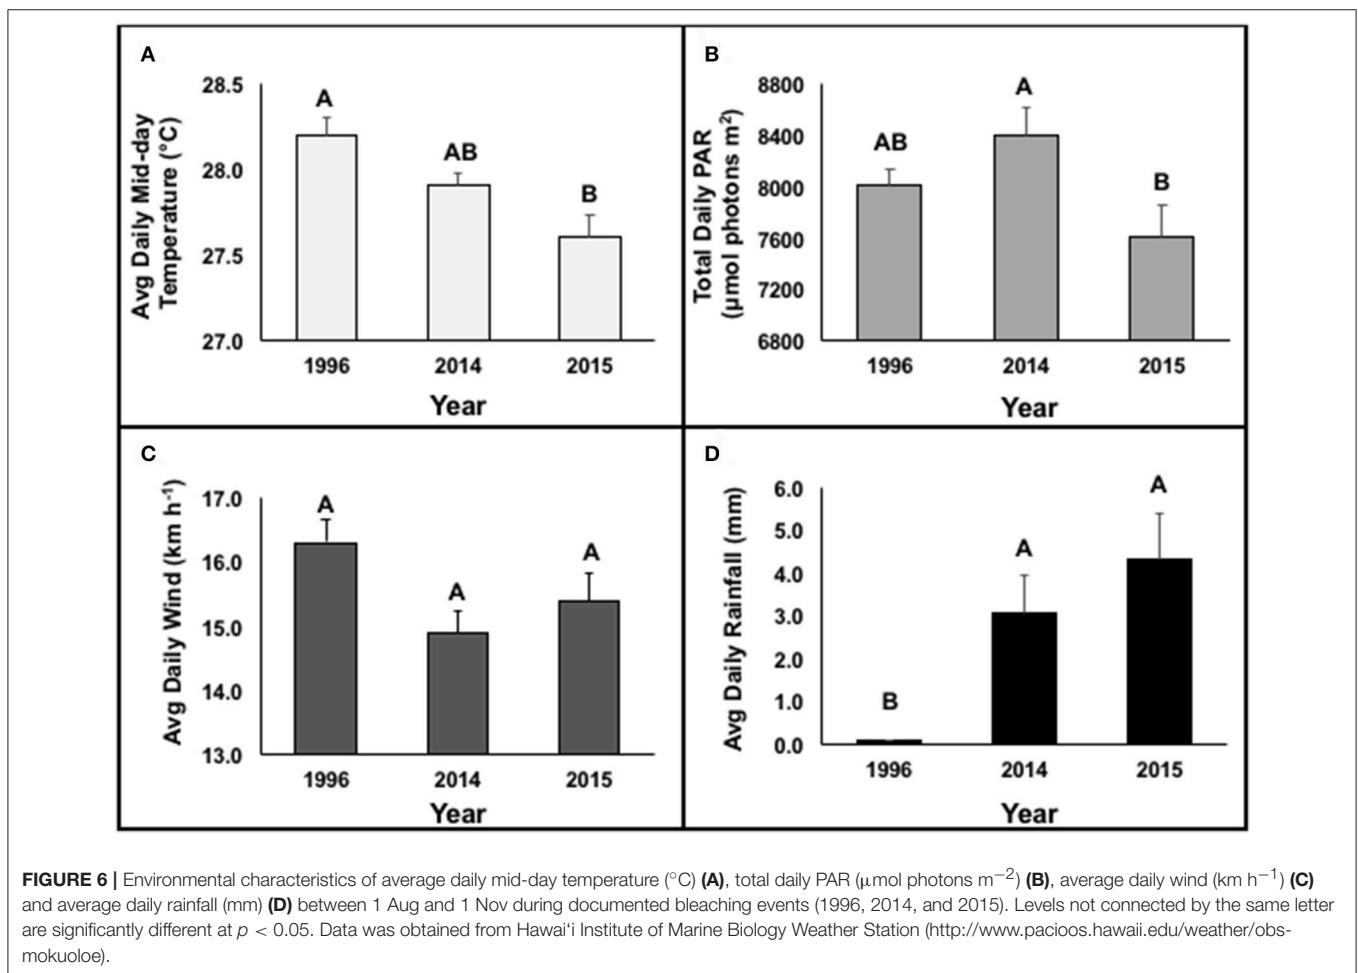 A
Avg Daily Mid-day
Temperature (°C)
28.5
28.0
27.5
27.0
A
AB
B
1996 2014 2015
Year
B
Total Daily PAR
(µmol photons m²)
8800
8400
8000
7600
7200
6800
AB
A
B
1996 2014 2015
Year
C
Avg Daily Wind (km h⁻¹)
17.0
16.0
15.0
14.0
13.0
A
A
A
1996 2014 2015
Year
D
Avg Daily Rainfall (mm)
6.0
5.0
4.0
3.0
2.0
1.0
0.0
B
A
A
1996 2014 2015
Year
FIGURE 6 | Environmental characteristics of average daily mid-day temperature (°C) (A), total daily PAR (µmol photons m⁻²) (B), average daily wind (km h⁻¹) (C)
and average daily rainfall (mm) (D) between 1 Aug and 1 Nov during documented bleaching events (1996, 2014, and 2015). Levels not connected by the same letter
are significantly different at p < 0.05. Data was obtained from Hawai‘i Institute of Marine Biology Weather Station (http://www.pacioos.hawaii.edu/weather/obs-
mokuoloe).